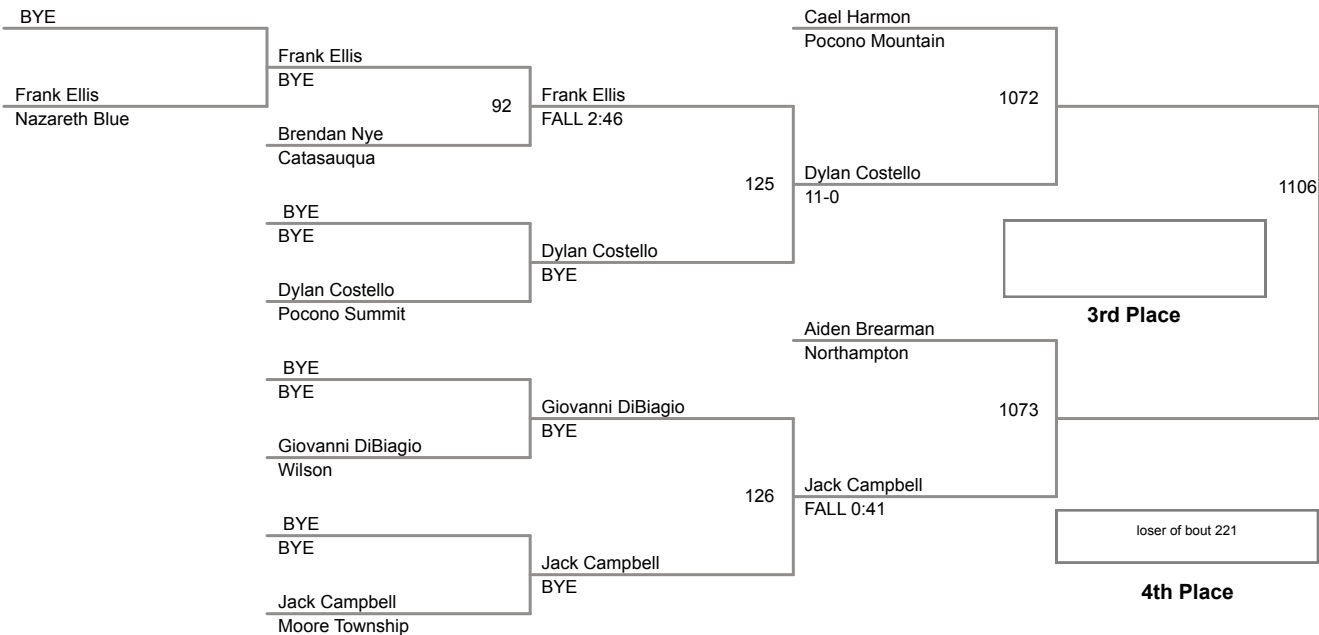 BYE
Frank Ellis
Nazareth Blue
Frank Ellis
BYE
92
Brendan Nye
Catasauqua
BYE
BYE
Dylan Costello
Pocono Summit
BYE
BYE
Giovanni DiBiagio
Wilson
BYE
BYE
Jack Campbell
Moore Township
Frank Ellis
FALL 2:46
125
Dylan Costello
BYE
Giovanni DiBiagio
BYE
126
Jack Campbell
BYE
Cael Harmon
Pocono Mountain
1072
Dylan Costello
11-0
Aiden Brearman
Northampton
1073
Jack Campbell
FALL 0:41
1106
3rd Place
loser of bout 221
4th Place